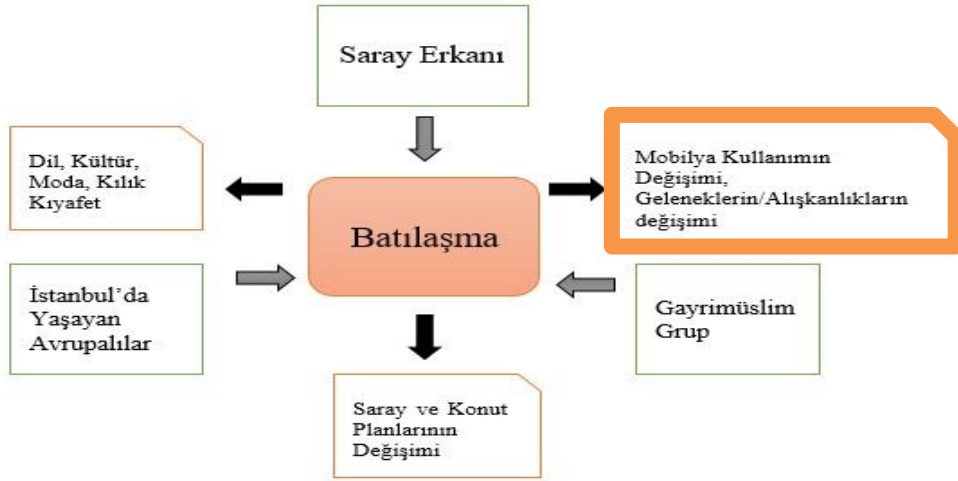 Saray Erkanı
Dil, Kültür,
Moda, Kılık
Kıyafet
Mobilya Kullanımın
Değişimi,
Geleneklerin/Alışkanlıkların
değişimi
Batılaşma
İstanbul’da
Yaşayan
Avrupalılar
Gayrimüslim
Grup
Saray ve Konut
Planlarının
Değişimi